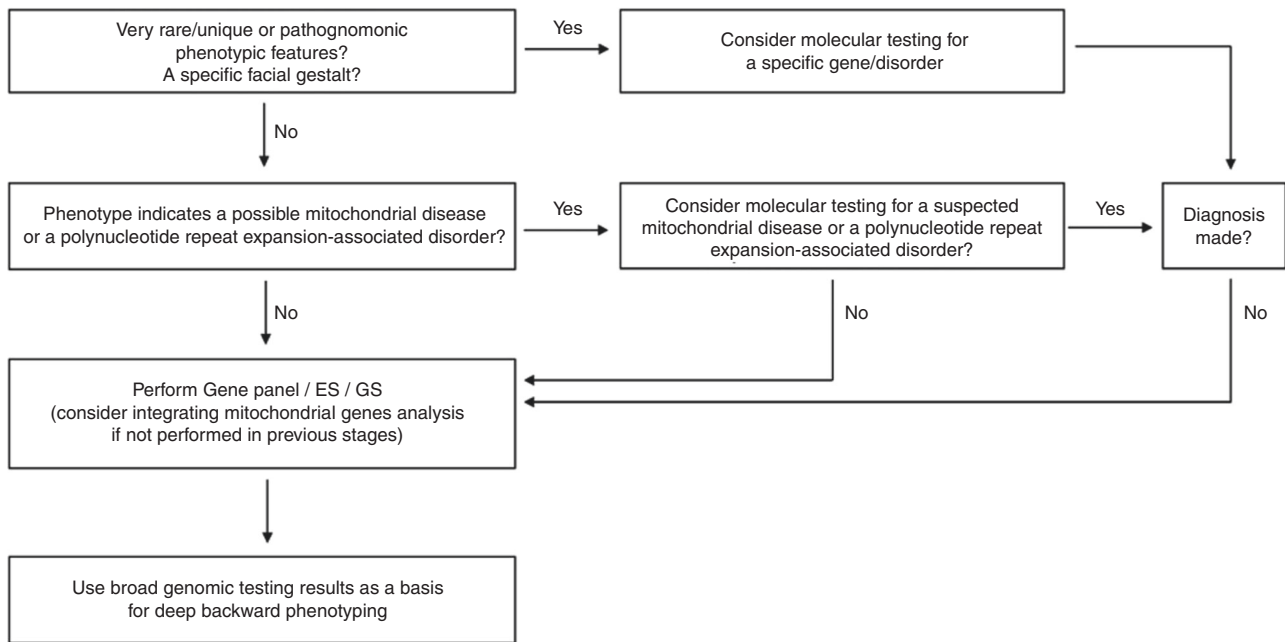 Very rare/unique or pathognomonic
phenotypic features?
A specific facial gestalt?
Yes
Consider molecular testing for
a specific gene/disorder
No
Phenotype indicates a possible mitochondrial disease
or a polynucleotide repeat expansion-associated disorder?
Yes
Consider molecular testing for a suspected
mitochondrial disease or a polynucleotide repeat
expansion-associated disorder?
Yes
Diagnosis
made?
No
No
No
Perform Gene panel / ES / GS
(consider integrating mitochondrial genes analysis
if not performed in previous stages)
Use broad genomic testing results as a basis
for deep backward phenotyping